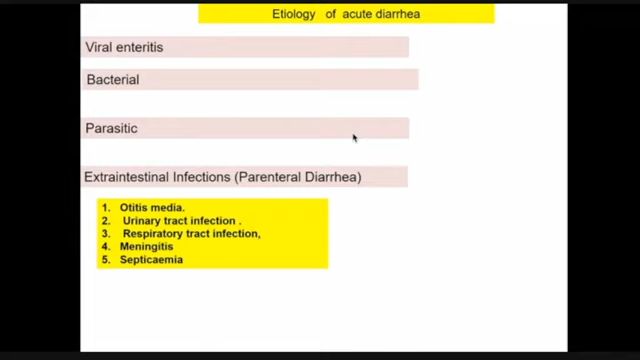 Etiology of acute diarrhea
Viral enteritis
Bacterial
Parasitic
Extraintestinal Infections (Parenteral Diarrhea)
1. Otitis media.
2. Urinary tract infection .
3. Respiratory tract infection,
4. Meningitis
5. Septicaemia